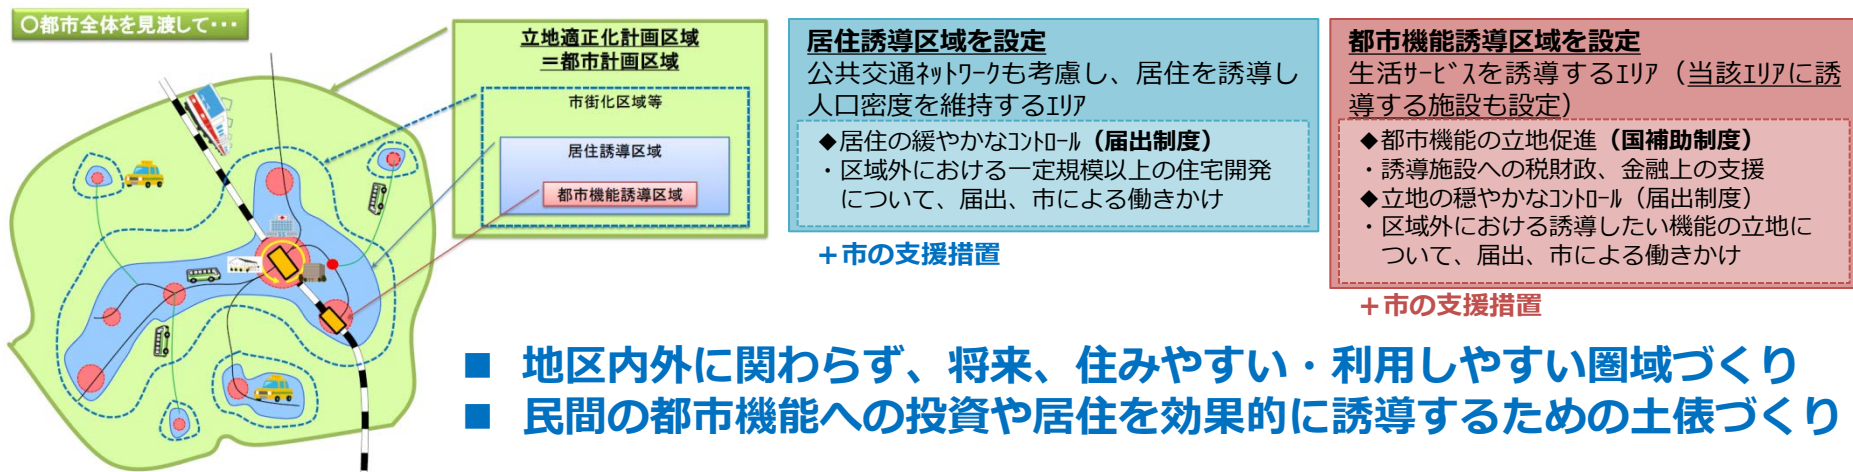 〇都市全体を見渡して･･･
立地適正化計画区域
＝都市計画区域
市街化区域等
居住誘導区域
都市機能誘導区域
居住誘導区域を設定
公共交通ﾈｯﾄﾜｰｸも考慮し、居住を誘導し
人口密度を維持するｴﾘｱ
◆居住の緩やかなｺﾝﾄﾛｰﾙ（届出制度）
・区域外における一定規模以上の住宅開発
について、届出、市による働きかけ
＋市の支援措置
都市機能誘導区域を設定
生活ｻｰﾋﾞｽを誘導するｴﾘｱ（当該ｴﾘｱに誘
導する施設も設定）
◆都市機能の立地促進（国補助制度）
・誘導施設への税財政、金融上の支援
◆立地の穏やかなｺﾝﾄﾛｰﾙ（届出制度）
・区域外における誘導したい機能の立地に
ついて、届出、市による働きかけ
＋市の支援措置
■ 地区内外に関わらず、将来、住みやすい・利用しやすい圏域づくり
■ 民間の都市機能への投資や居住を効果的に誘導するための土俵づくり